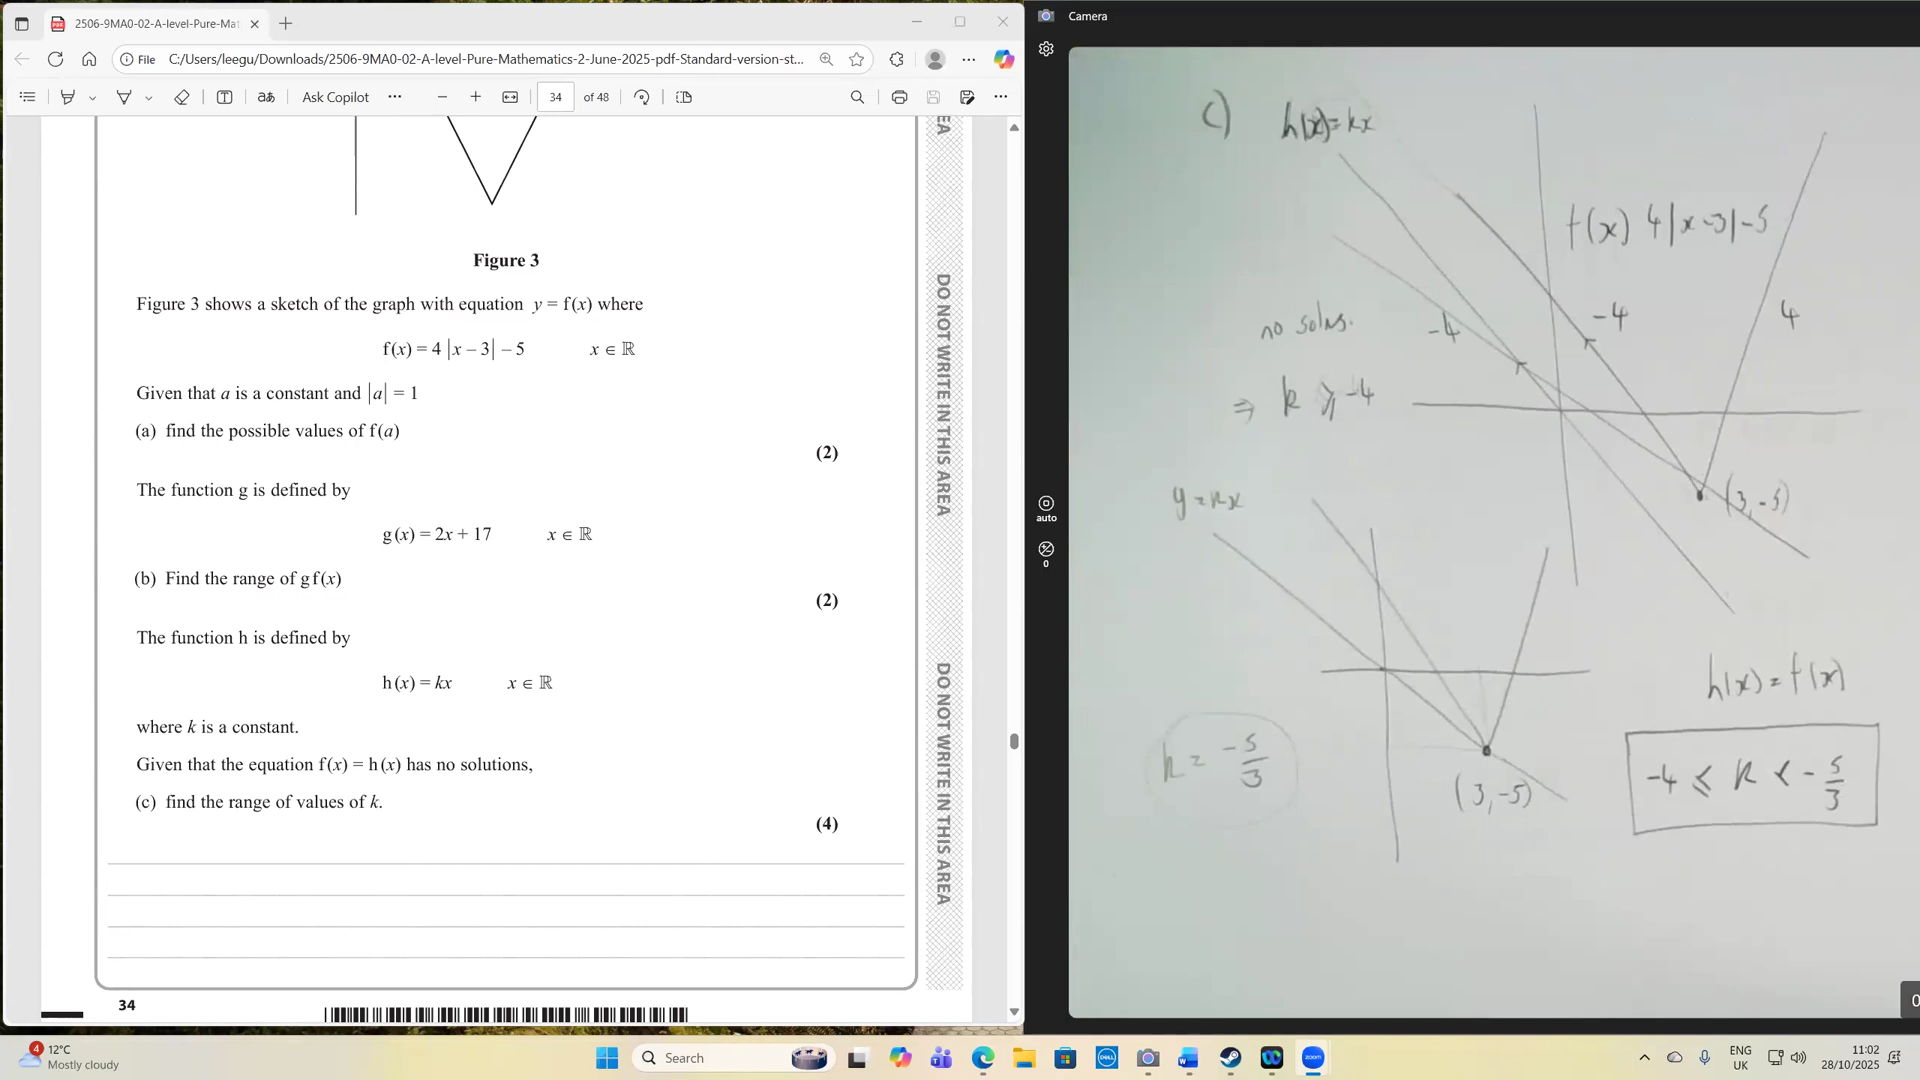 2506-9MA0-02-A-level-Pure-Mat
File
C:/Users/leegu/Downloads/2506-9MA0-02-A-level-Pure-Mathematics-2-June-2025-pdf-Standard-version-st...
Ask Copilot
34
of 48
Figure 3
Figure 3 shows a sketch of the graph with equation y = f(x) where
f(x) = 4 |x – 3| – 5 x ∈ ℝ
Given that a is a constant and |a| = 1
(a) find the possible values of f(a)
(2)
The function g is defined by
g(x) = 2x + 17 x ∈ ℝ
(b) Find the range of gf(x)
(2)
The function h is defined by
h(x) = kx x ∈ ℝ
where k is a constant.
Given that the equation f(x) = h(x) has no solutions,
(c) find the range of values of k.
(4)
34
EA
DO NOT WRITE IN THIS AREA
DO NOT WRITE IN THIS AREA
Camera
auto
0
c) h(x)=kx
f(x) 4|x-3|-5
-4
4
no solns.
-4
⇒ k ⩾ -4
(3,-5)
y=kx
h(x)=f(x)
k = -5/3
(3,-5)
-4 ⩽ k < -5/3
0
4
12°C
Mostly cloudy
Search
DELL
zoom
ENG
UK
11:02
28/10/2025